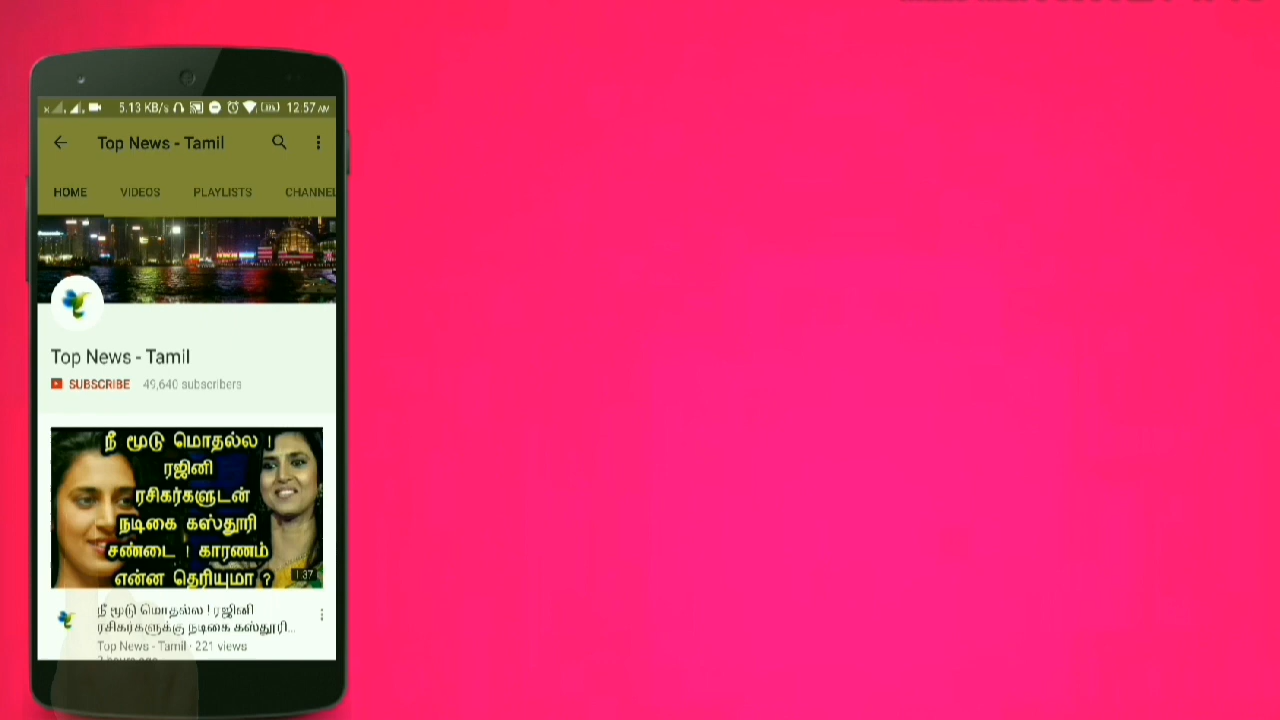 5.13 KB/s 12:57 AM
Top News - Tamil
HOME VIDEOS PLAYLISTS CHANNEL
Top News - Tamil
SUBSCRIBE 49,640 subscribers
நீ மூடு மொதல்ல !
ரஜினி
ரசிகர்களுடன்
நடிகை கஸ்தூரி
சண்டை ! காரணம்
என்ன தெரியுமா ?
1:37
நீ மூடு மொதல்ல ! ரஜினி
ரசிகர்களுக்கு நடிகை கஸ்தூரி...
Top News - Tamil · 221 views